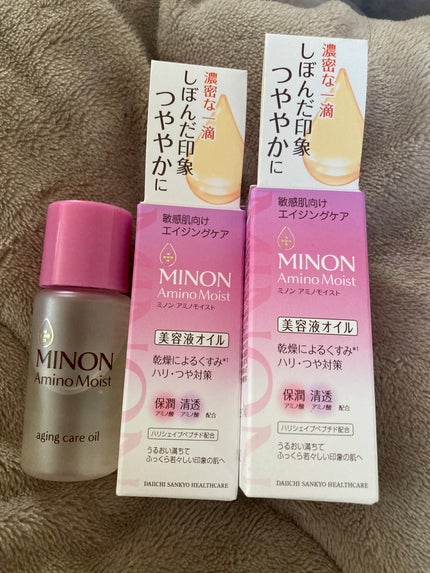 MINON
Amino Moist
aging care oil
濃密な一滴
しぼんだ印象
つややかに
敏感肌向け
エイジングケア
MINON
Amino Moist
ミノン アミノモイスト
美容液オイル
乾燥によるくすみ*1
ハリ・つや対策
保潤 清透
アミノ酸 アミノ酸 配合
ハリシェイプペプチド配合
うるおい満ちて
ふっくら若々しい印象の肌へ
DAIICHI SANKYO HEALTHCARE
濃密な一滴
しぼんだ印象
つややかに
敏感肌向け
エイジングケア
MINON
Amino Moist
ミノン アミノモイスト
美容液オイル
乾燥によるくすみ*1
ハリ・つや対策
保潤 清透
アミノ酸 アミノ酸 配合
ハリシェイプペプチド配合
うるおい満ちて
ふっくら若々しい印象の肌へ
DAIICHI SANKYO HEALTHCARE